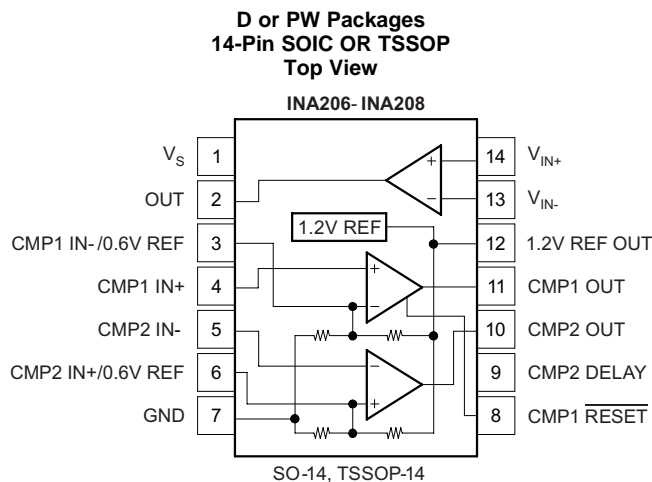 D or PW Packages
14-Pin SOIC OR TSSOP
Top View
INA206- INA208
VS 1
OUT 2
CMP1 IN-/0.6V REF 3
CMP1 IN+ 4
CMP2 IN- 5
CMP2 IN+/0.6V REF 6
GND 7
14 VIN+
13 VIN-
12 1.2V REF OUT
11 CMP1 OUT
10 CMP2 OUT
9 CMP2 DELAY
8 CMP1 RESET
1.2V REF
+
−
+
−
−
+
SO-14, TSSOP-14